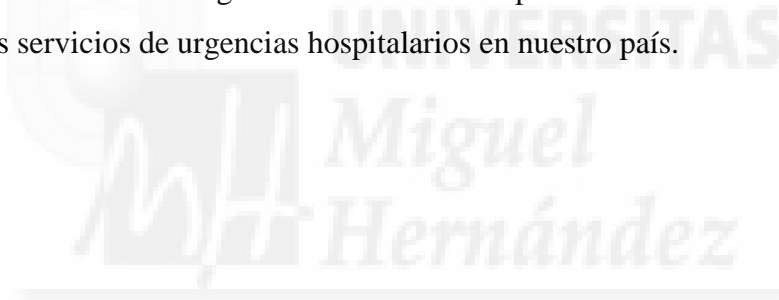 s servicios de urgencias hospitalarios en nuestro país.
UNIVERSITAS
Miguel
Hernández